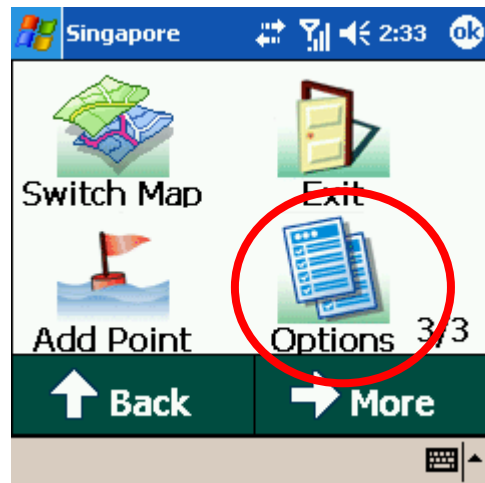 Singapore 2:33 ok
Switch Map Exit
Add Point Options 3/3
Back More